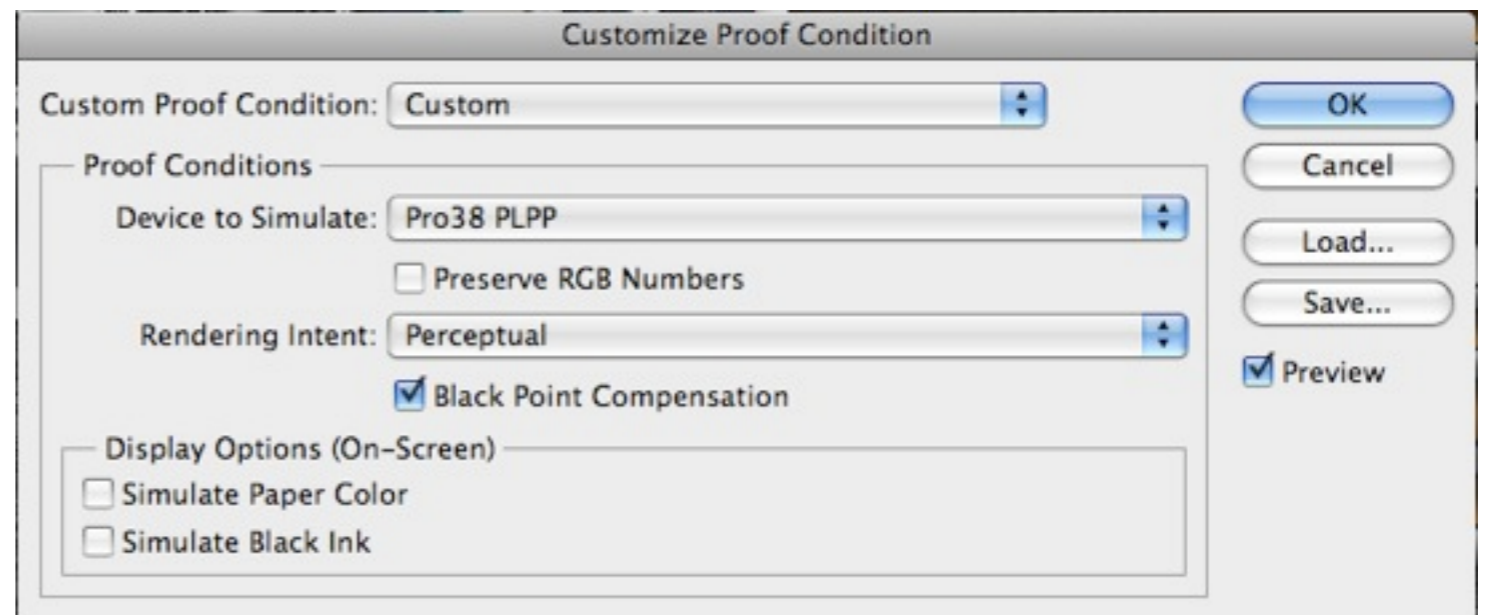 Customize Proof Condition
Custom Proof Condition: Custom
OK
Proof Conditions
Cancel
Device to Simulate: Pro38 PLPP
Load...
Preserve RGB Numbers
Save...
Rendering Intent: Perceptual
Preview
Black Point Compensation
Display Options (On-Screen)
Simulate Paper Color
Simulate Black Ink